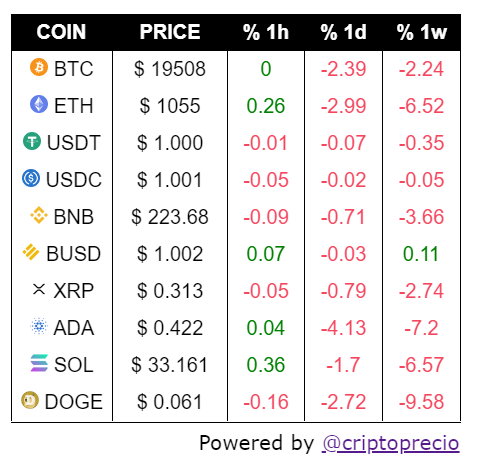 COIN PRICE % 1h % 1d % 1w
BTC $ 19508 0 -2.39 -2.24
ETH $ 1055 0.26 -2.99 -6.52
USDT $ 1.000 -0.01 -0.07 -0.35
USDC $ 1.001 -0.05 -0.02 -0.05
BNB $ 223.68 -0.09 -0.71 -3.66
BUSD $ 1.002 0.07 -0.03 0.11
XRP $ 0.313 -0.05 -0.79 -2.74
ADA $ 0.422 0.04 -4.13 -7.2
SOL $ 33.161 0.36 -1.7 -6.57
DOGE $ 0.061 -0.16 -2.72 -9.58
Powered by @criptoprecio